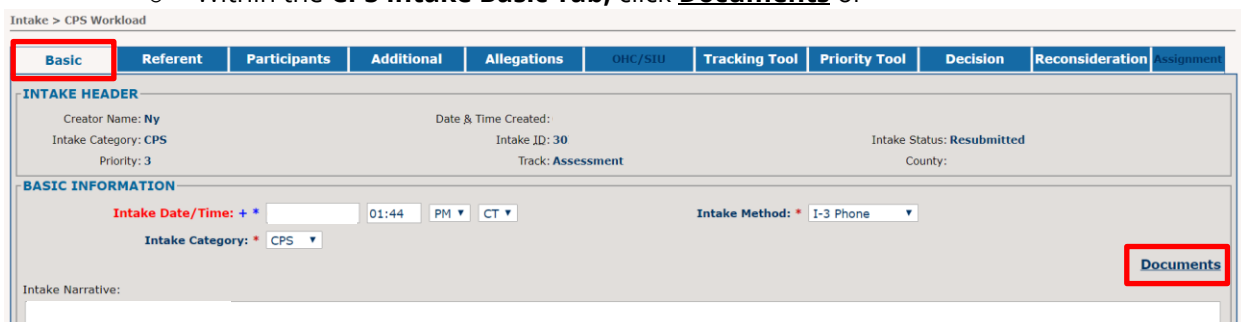 Within the CPS Intake Basic Tab, click Documents or
Intake > CPS Workload
Basic Referent Participants Additional Allegations OHC/SIU Tracking Tool Priority Tool Decision Reconsideration Assignment
INTAKE HEADER
Creator Name: Ny Date & Time Created:
Intake Category: CPS Intake ID: 30 Intake Status: Resubmitted
Priority: 3 Track: Assessment County:
BASIC INFORMATION
Intake Date/Time: + * 01:44 PM CT Intake Method: * I-3 Phone
Intake Category: * CPS
Documents
Intake Narrative: